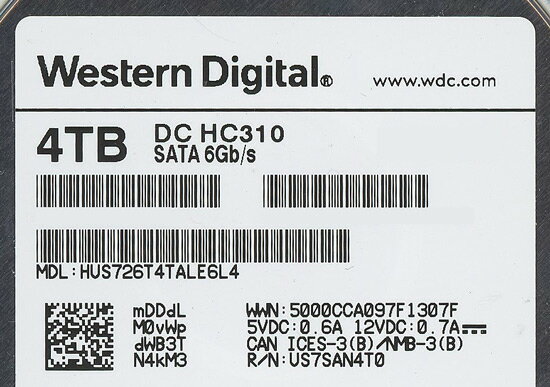 Western Digital® www.wdc.com
4TB DC HC310
SATA 6Gb/s
MDL:HUS726T4TALE6L4
mDDdL WWN:5000CCA097F1307F
M0vWp 5VDC:0.6A 12VDC:0.7A
dWB3T CAN ICES-3(B)/NMB-3(B)
N4kM3 R/N:US7SAN4T0